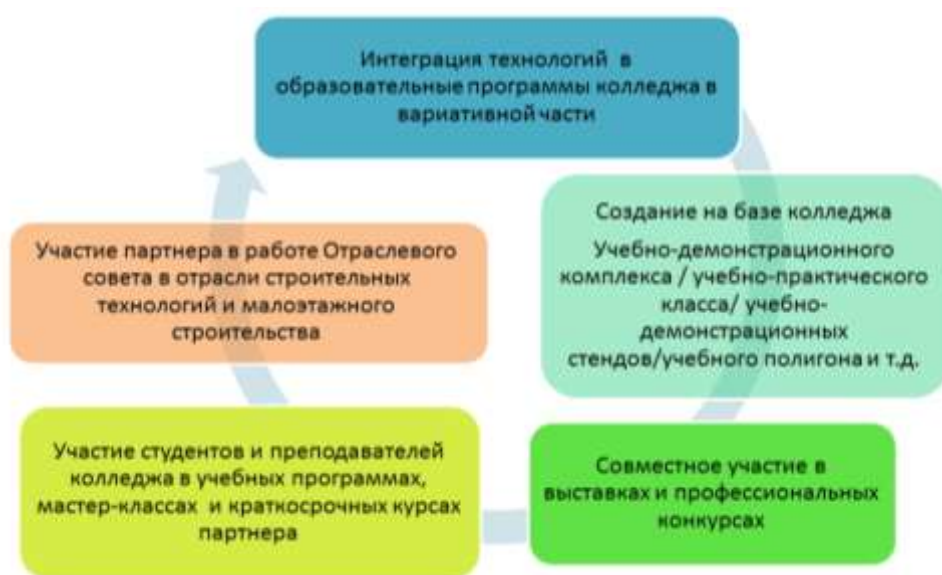 Интеграция технологий в
образовательные программы колледжа в
вариативной части
Создание на базе колледжа
Учебно-демонстрационного
комплекса / учебно-практического
класса/ учебно-
демонстрационных
стендов/учебного полигона и т.д.
Совместное участие в
выставках и профессиональных
конкурсах
Участие студентов и преподавателей
колледжа в учебных программах,
мастер-классах и краткосрочных курсах
партнера
Участие партнера в работе Отраслевого
совета в отрасли строительных
технологий и малоэтажного
строительства